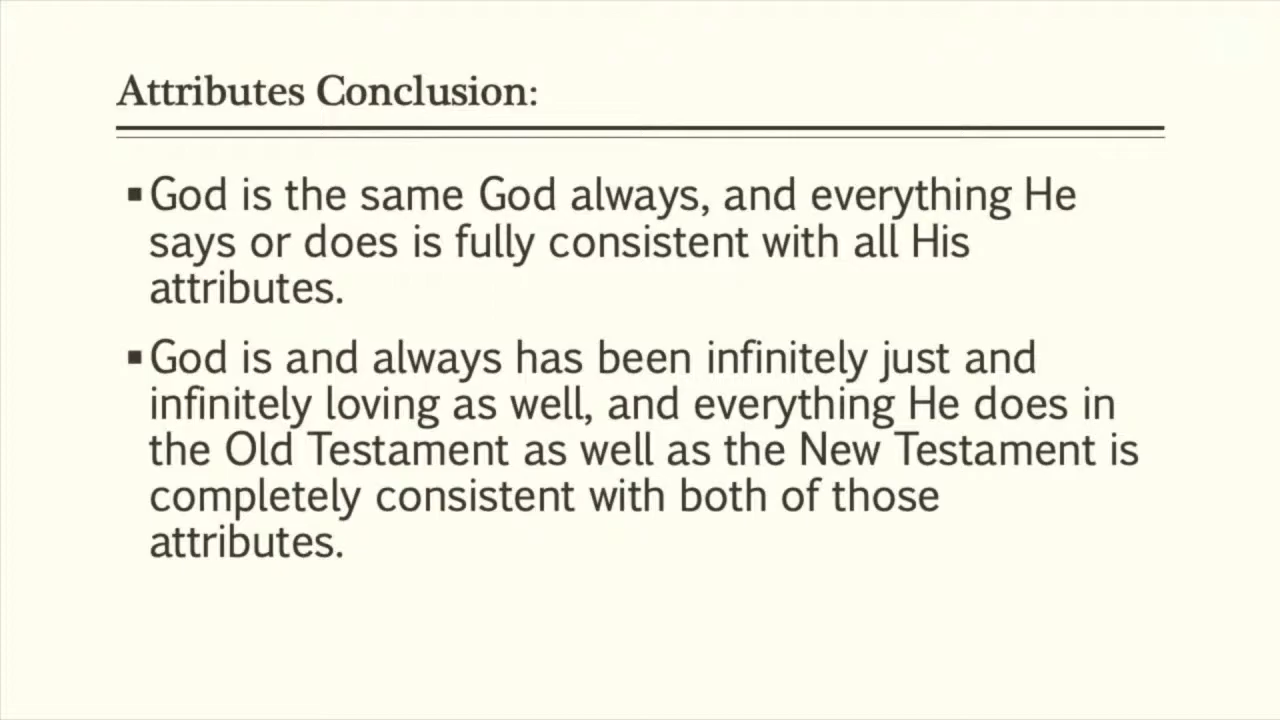 Attributes Conclusion:
▪God is the same God always, and everything He
says or does is fully consistent with all His
attributes.
▪God is and always has been infinitely just and
infinitely loving as well, and everything He does in
the Old Testament as well as the New Testament is
completely consistent with both of those
attributes.